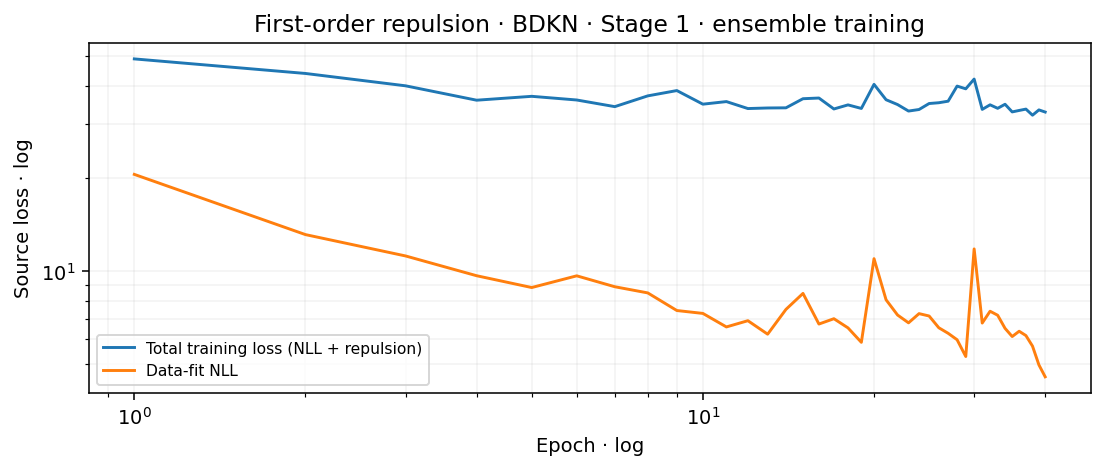 First-order repulsion · BDKN · Stage 1 · ensemble training
Source loss · log
10¹
Total training loss (NLL + repulsion)
Data-fit NLL
10⁰
10¹
Epoch · log